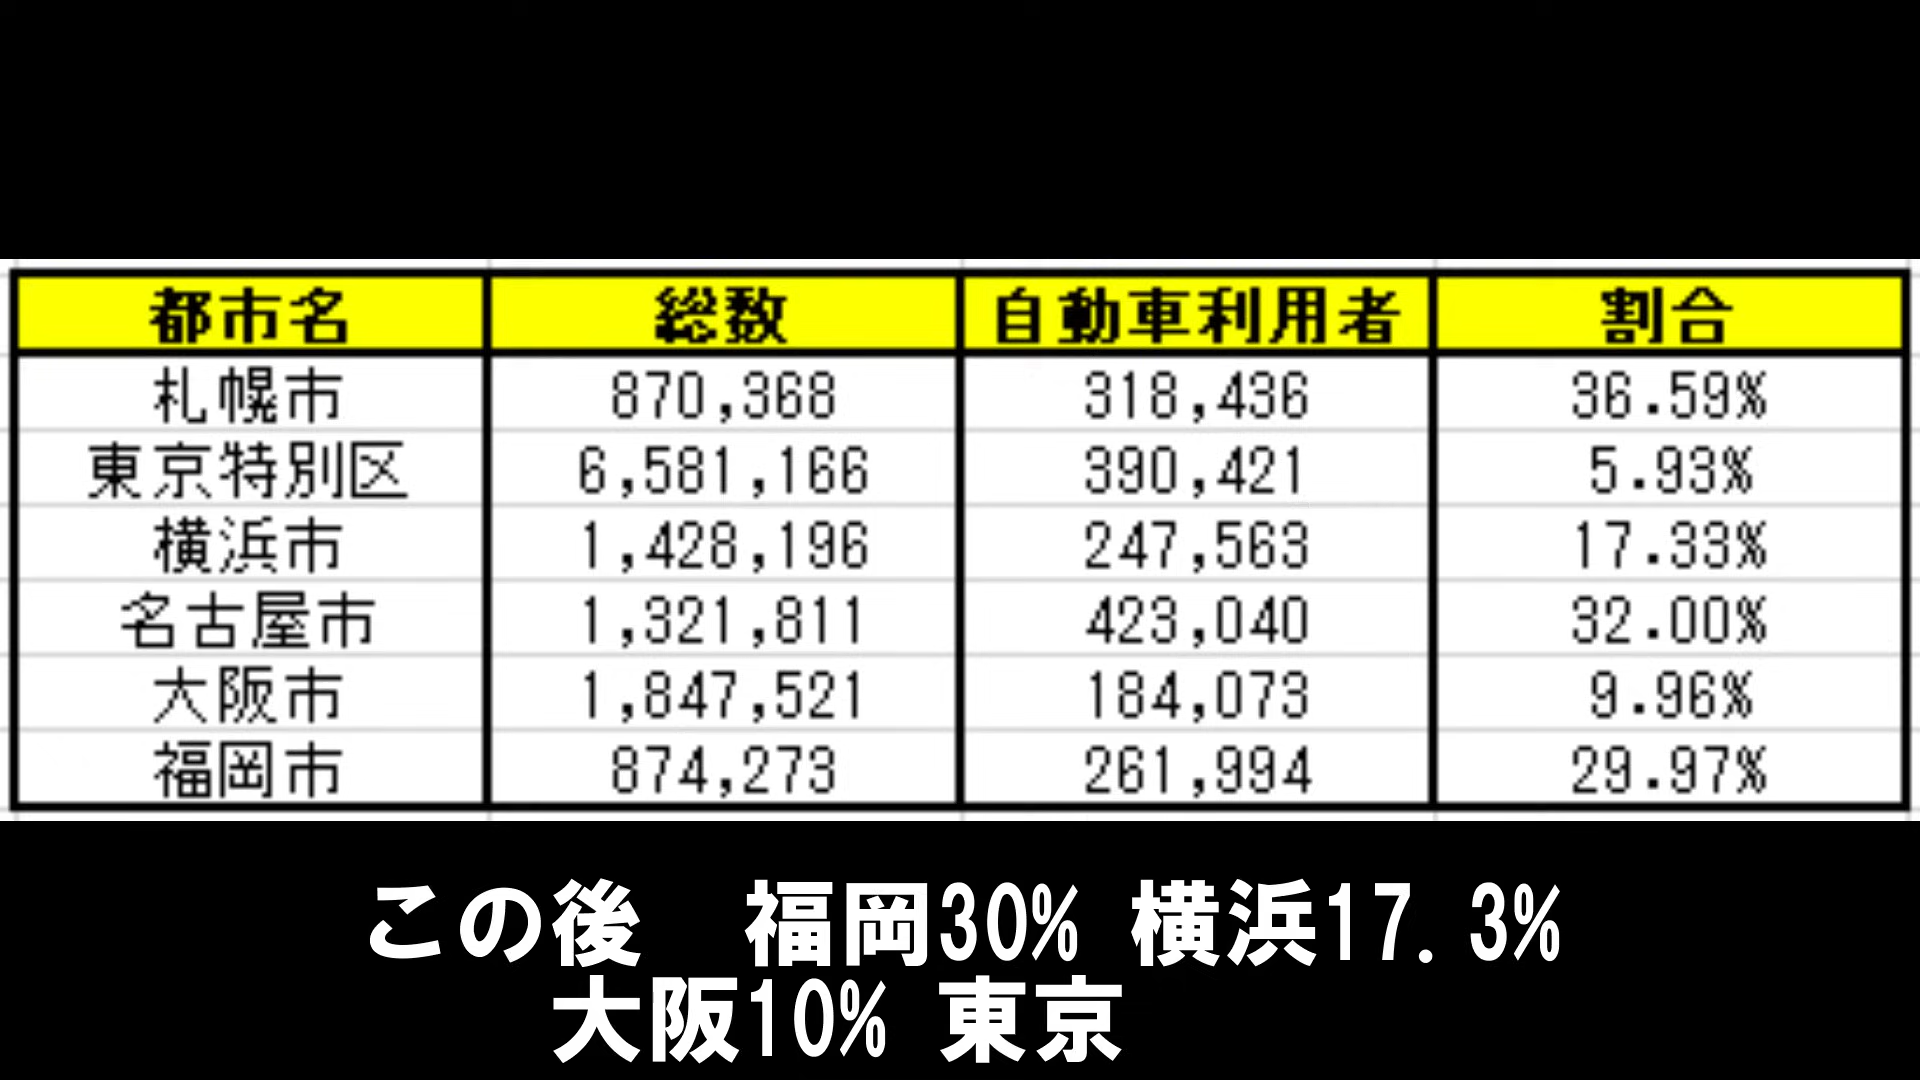 都市名 総数 自動車利用者 割合
札幌市 870,368 318,436 36.59%
東京特別区 6,581,166 390,421 5.93%
横浜市 1,428,196 247,563 17.33%
名古屋市 1,321,811 423,040 32.00%
大阪市 1,847,521 184,073 9.96%
福岡市 874,273 261,994 29.97%
この後　福岡30% 横浜17.3%
大阪10% 東京